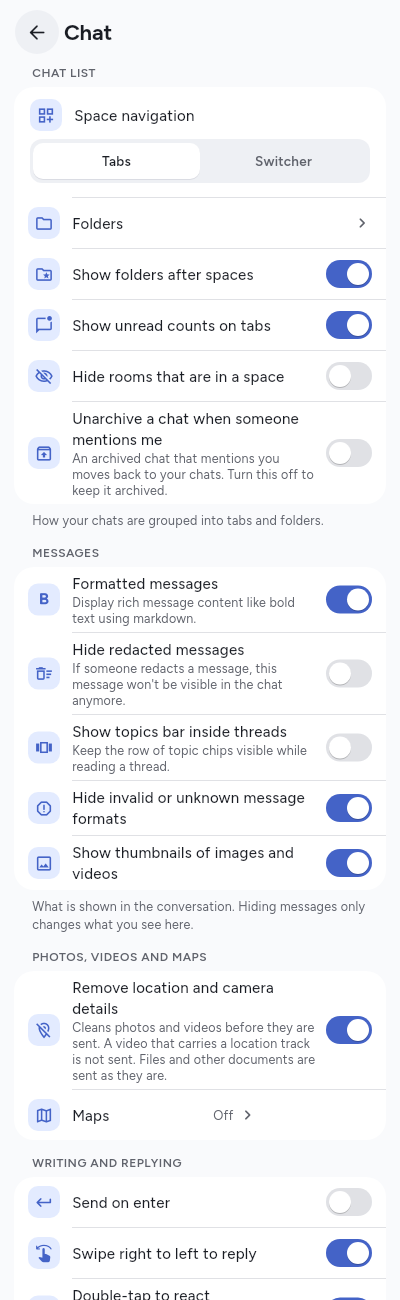 Chat
CHAT LIST
Space navigation
Tabs
Switcher
Folders
Show folders after spaces
Show unread counts on tabs
Hide rooms that are in a space
Unarchive a chat when someone
mentions me
An archived chat that mentions you
moves back to your chats. Turn this off to
keep it archived.
How your chats are grouped into tabs and folders.
MESSAGES
B
Formatted messages
Display rich message content like bold
text using markdown.
Hide redacted messages
If someone redacts a message, this
message won't be visible in the chat
anymore.
Show topics bar inside threads
Keep the row of topic chips visible while
reading a thread.
Hide invalid or unknown message
formats
Show thumbnails of images and
videos
What is shown in the conversation. Hiding messages only
changes what you see here.
PHOTOS, VIDEOS AND MAPS
Remove location and camera
details
Cleans photos and videos before they are
sent. A video that carries a location track
is not sent. Files and other documents are
sent as they are.
Maps
Off
WRITING AND REPLYING
Send on enter
Swipe right to left to reply
Double-tap to react